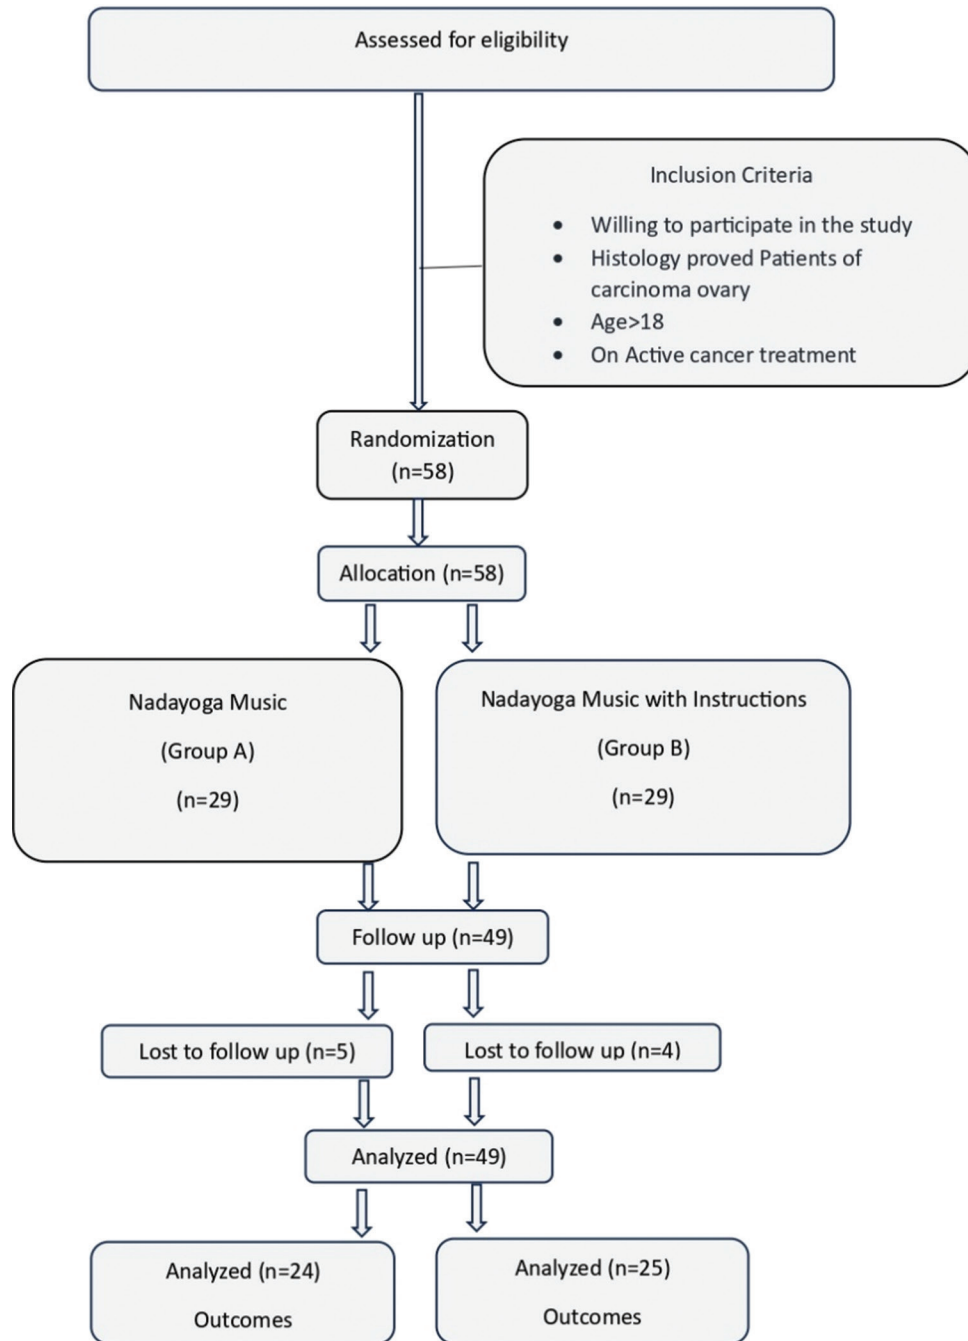 Assessed for eligibility
Inclusion Criteria
• Willing to participate in the study
• Histology proved Patients of
carcinoma ovary
• Age>18
• On Active cancer treatment
Randomization
(n=58)
Allocation (n=58)
Nadayoga Music
(Group A)
(n=29)
Nadayoga Music with Instructions
(Group B)
(n=29)
Follow up (n=49)
Lost to follow up (n=5)
Lost to follow up (n=4)
Analyzed (n=49)
Analyzed (n=24)
Outcomes
Analyzed (n=25)
Outcomes